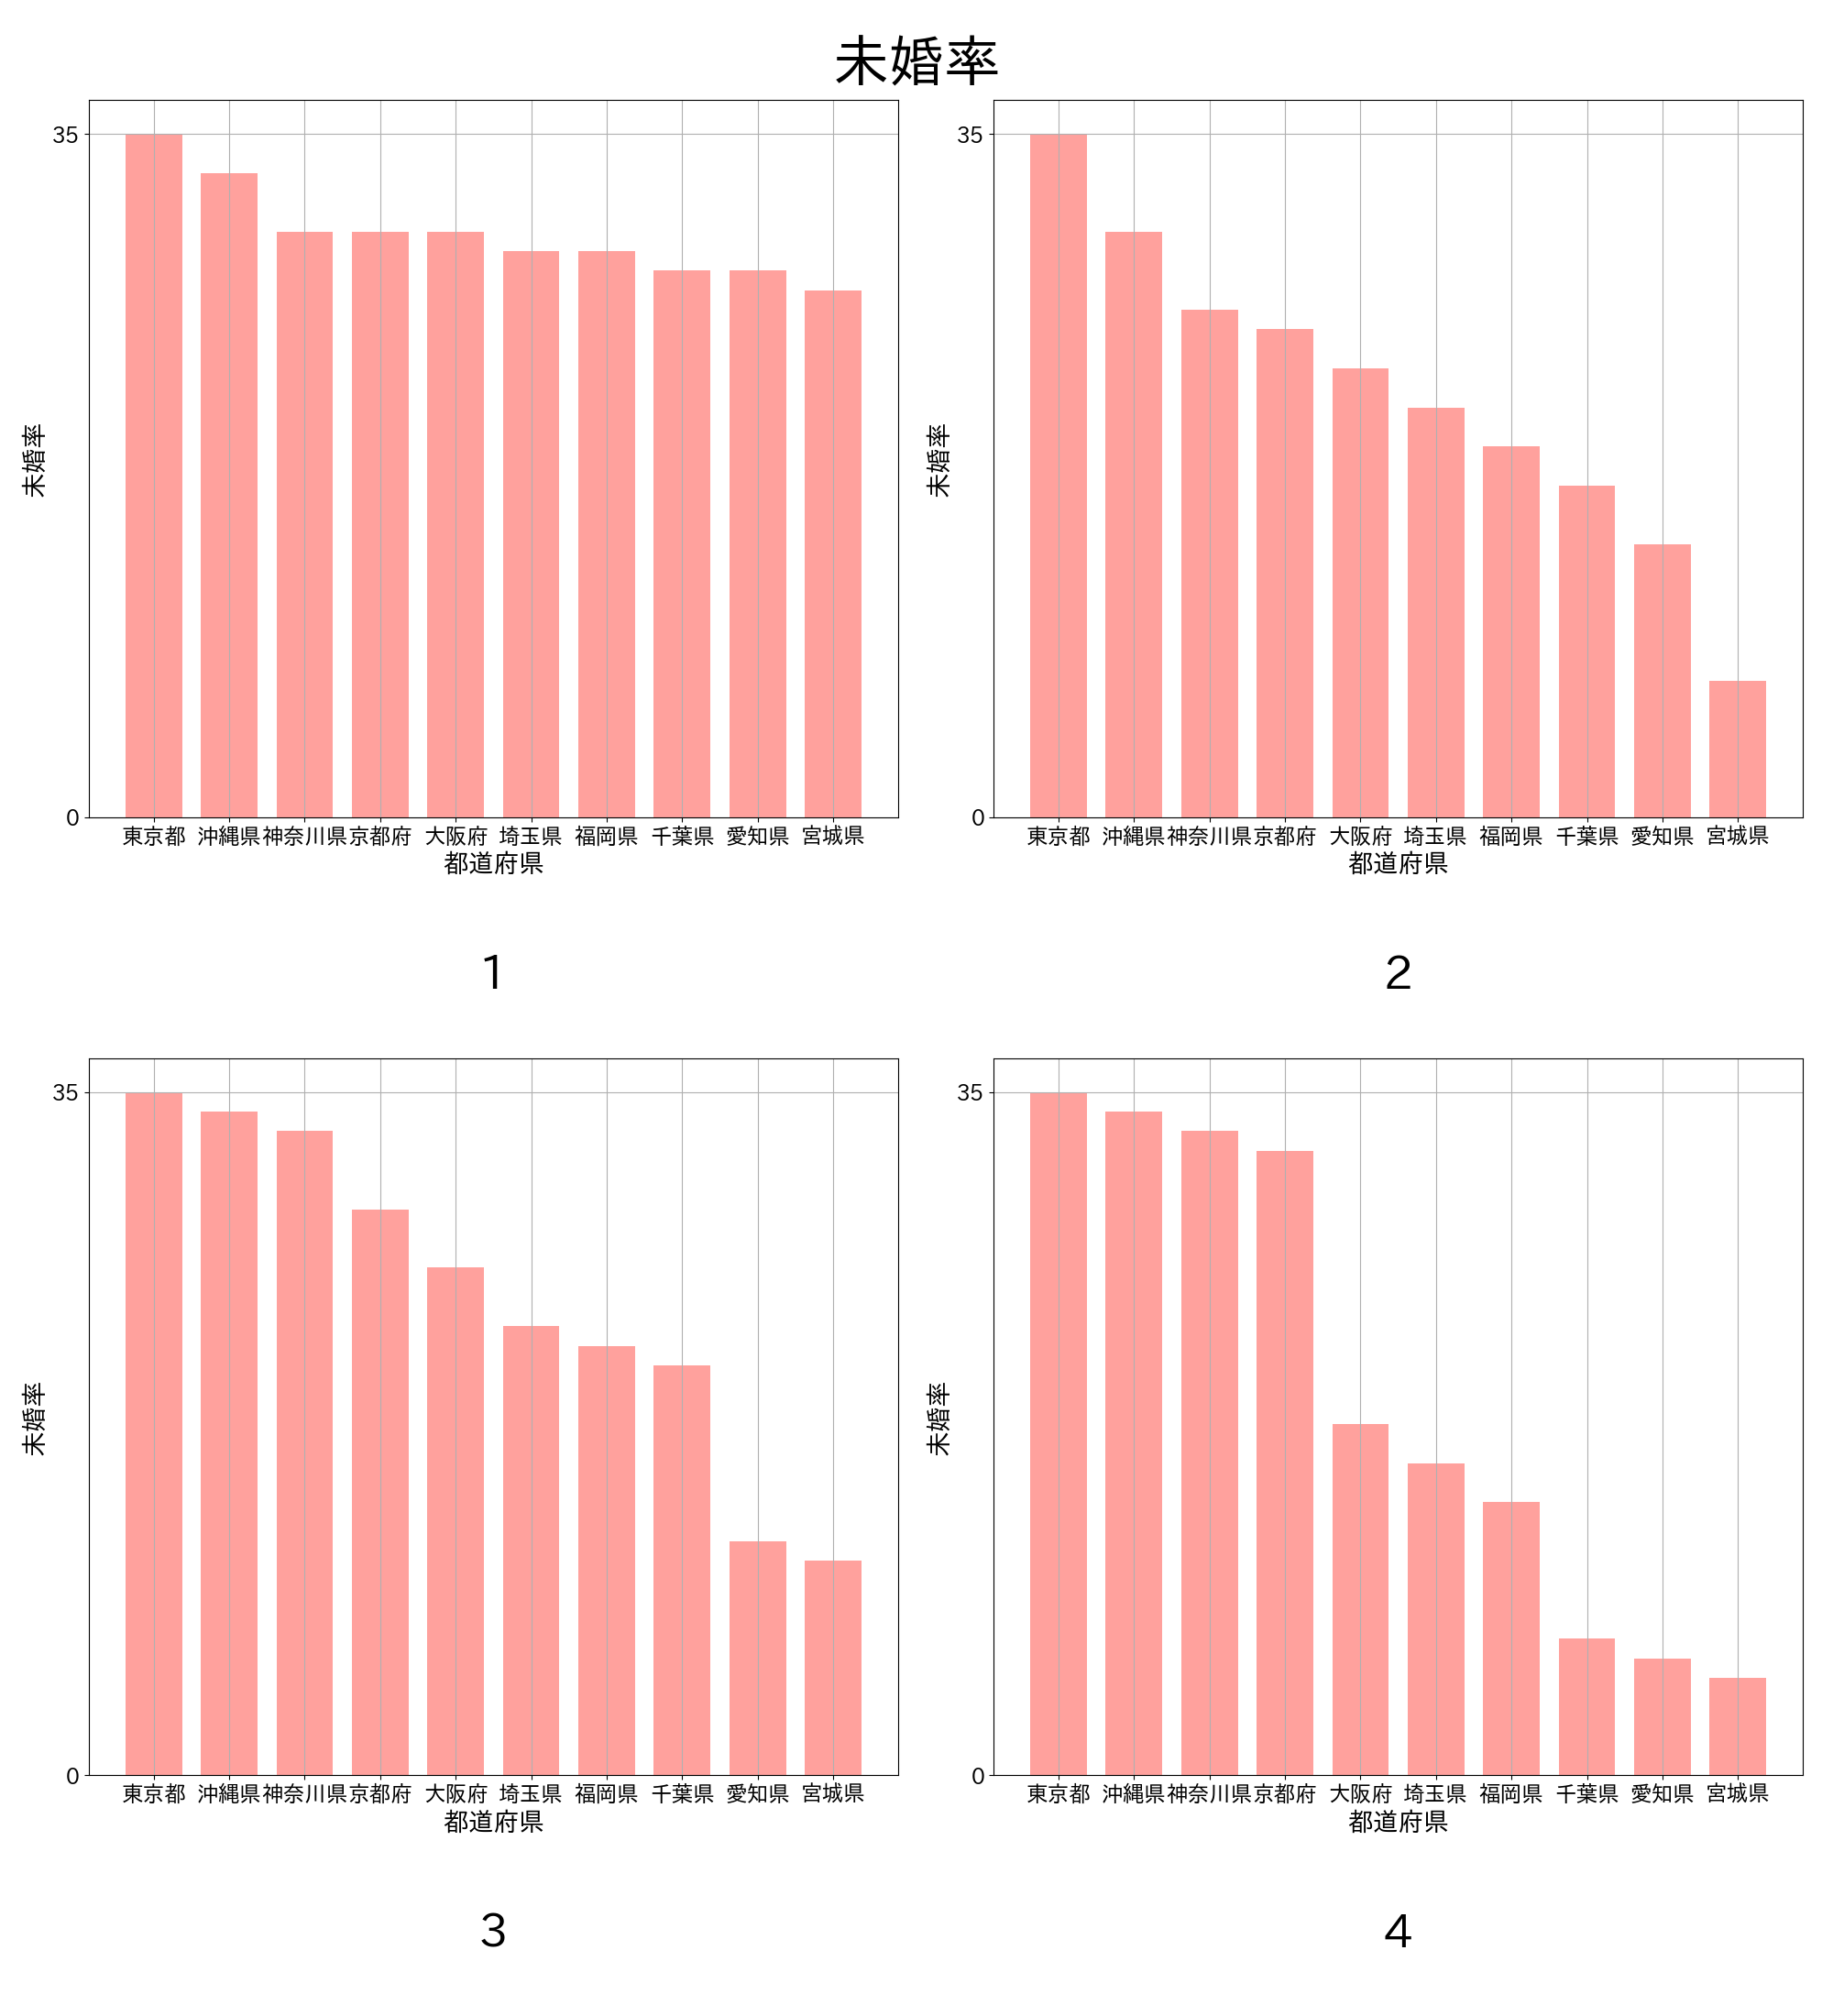 未婚率
35
0
未婚率
東京都 沖縄県 神奈川県 京都府 大阪府 埼玉県 福岡県 千葉県 愛知県 宮城県
都道府県
1
35
0
未婚率
東京都 沖縄県 神奈川県 京都府 大阪府 埼玉県 福岡県 千葉県 愛知県 宮城県
都道府県
2
35
0
未婚率
東京都 沖縄県 神奈川県 京都府 大阪府 埼玉県 福岡県 千葉県 愛知県 宮城県
都道府県
3
35
0
未婚率
東京都 沖縄県 神奈川県 京都府 大阪府 埼玉県 福岡県 千葉県 愛知県 宮城県
都道府県
4